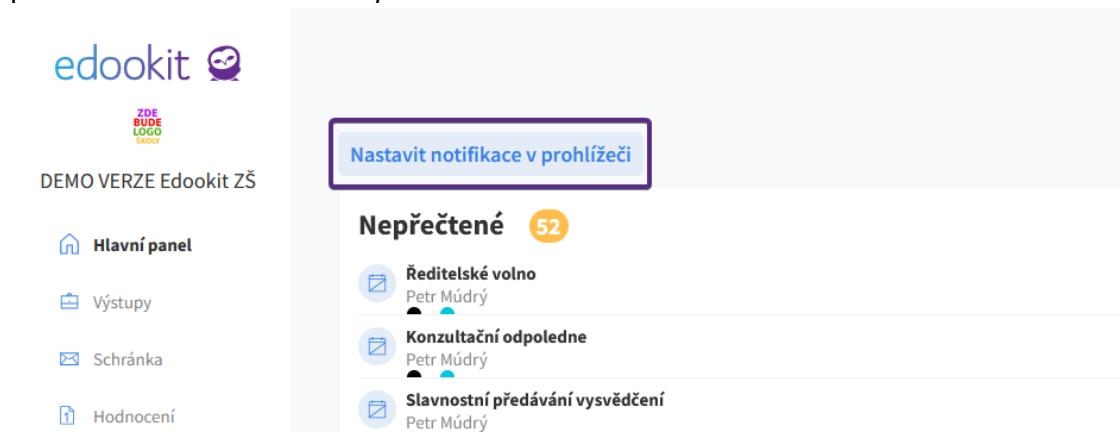 edookit
ZDE
BUDE
LOGO
ŠKOLY
DEMO VERZE Edookit ZŠ
Hlavní panel
Výstupy
Schránka
Hodnocení
Nastavit notifikace v prohlížeči
Nepřečtené 52
Ředitelské volno
Petr Múdrý
Konzultační odpoledne
Petr Múdrý
Slavnostní předávání vysvědčení
Petr Múdrý